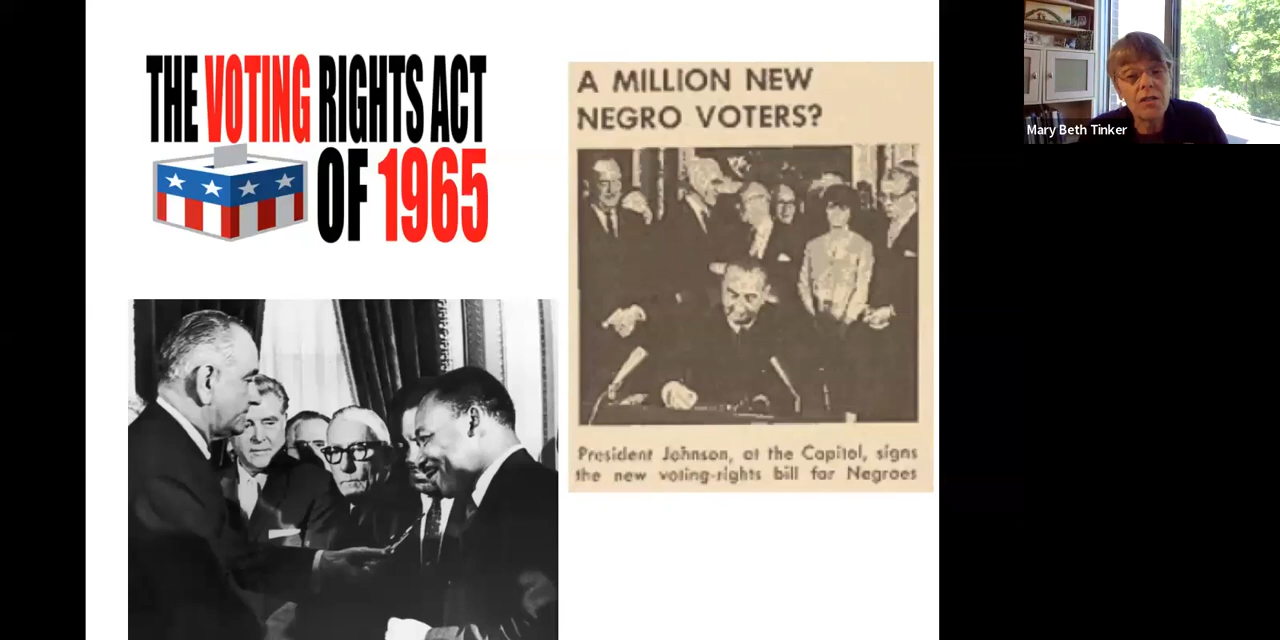 THE VOTING RIGHTS ACT
OF 1965
A MILLION NEW
NEGRO VOTERS?
President Johnson, at the Capitol, signs
the new voting-rights bill for Negroes
Mary Beth Tinker